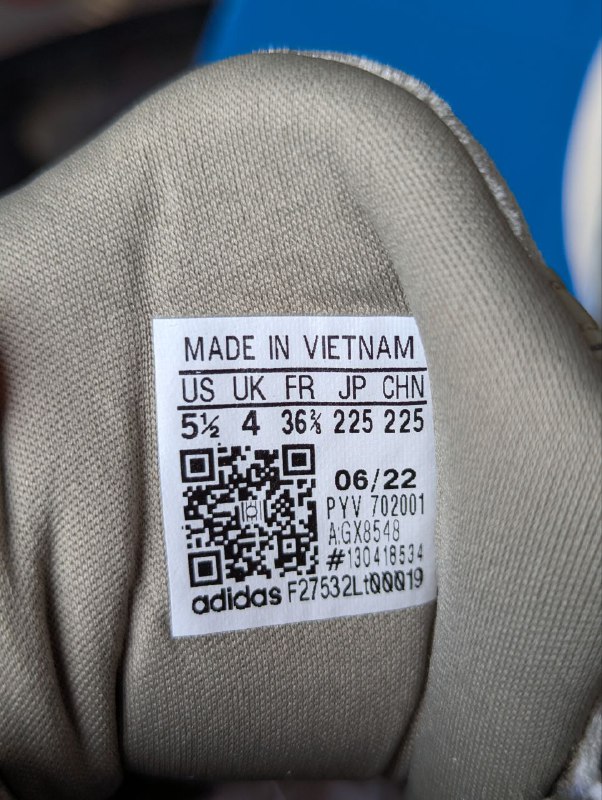 MADE IN VIETNAM
US UK FR JP CHN
5½ 4 36⅔ 225 225
06/22
PYV 702001
A:GX8548
#130418534
adidas F27532Lt00019